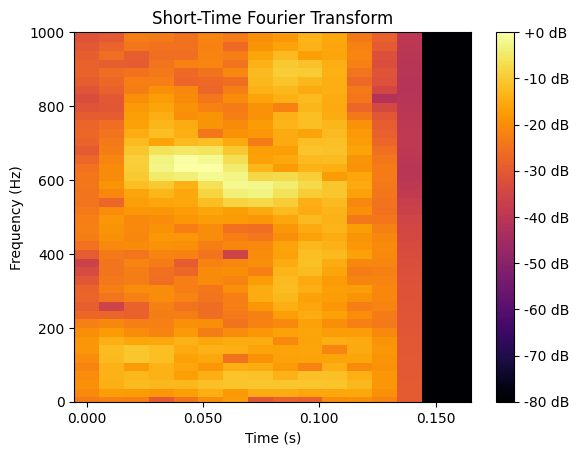 Short-Time Fourier Transform
1000
800
600
400
200
0
Frequency (Hz)
0.000
0.050
0.100
0.150
Time (s)
+0 dB
-10 dB
-20 dB
-30 dB
-40 dB
-50 dB
-60 dB
-70 dB
-80 dB